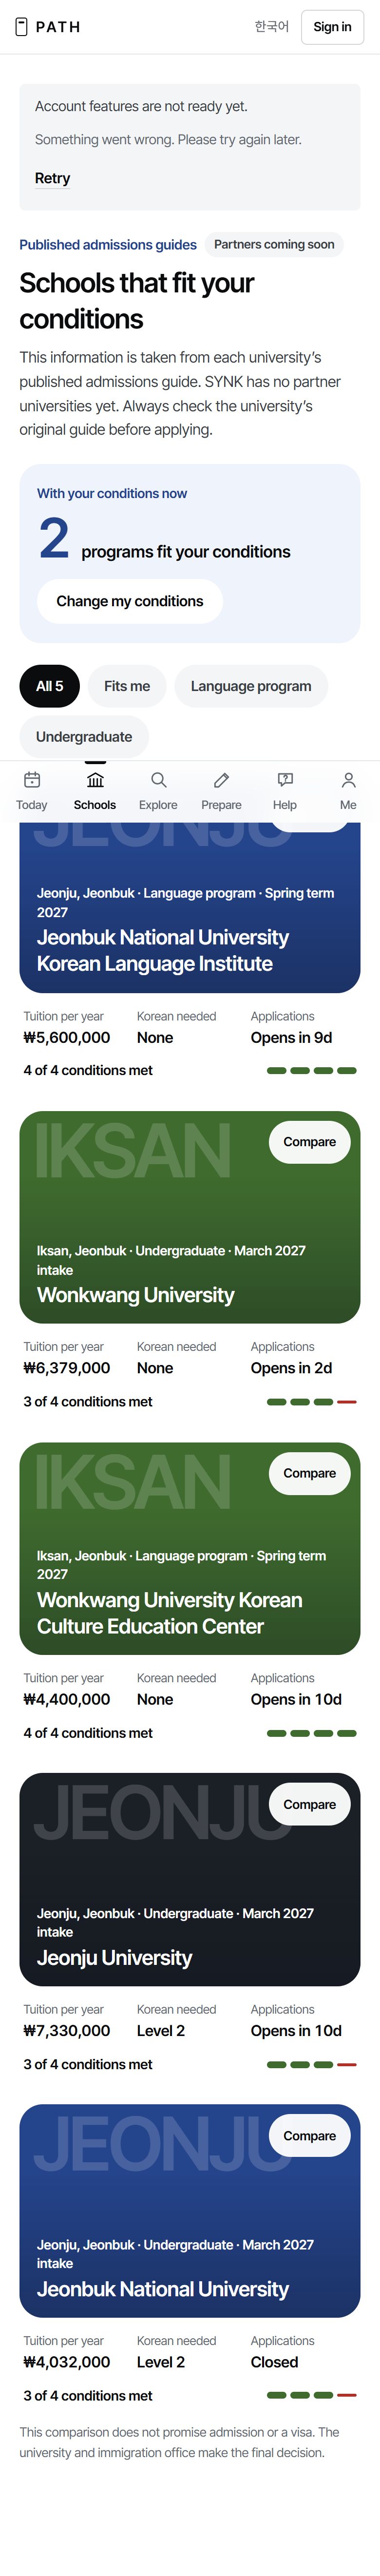 PATH
한국어
Sign in
Account features are not ready yet.
Something went wrong. Please try again later.
Retry
Published admissions guides
Partners coming soon
Schools that fit your
conditions
This information is taken from each university's
published admissions guide. SYNK has no partner
universities yet. Always check the university's
original guide before applying.
With your conditions now
2 programs fit your conditions
Change my conditions
All 5
Fits me
Language program
Undergraduate
Today
Schools
Explore
Prepare
Help
Me
JEONJU
Jeonju, Jeonbuk · Language program · Spring term
2027
Jeonbuk National University
Korean Language Institute
Tuition per year
Korean needed
Applications
₩5,600,000
None
Opens in 9d
4 of 4 conditions met
IKSAN
Compare
Iksan, Jeonbuk · Undergraduate · March 2027
intake
Wonkwang University
Tuition per year
Korean needed
Applications
₩6,379,000
None
Opens in 2d
3 of 4 conditions met
IKSAN
Compare
Iksan, Jeonbuk · Language program · Spring term
2027
Wonkwang University Korean
Culture Education Center
Tuition per year
Korean needed
Applications
₩4,400,000
None
Opens in 10d
4 of 4 conditions met
JEONJU
Compare
Jeonju, Jeonbuk · Undergraduate · March 2027
intake
Jeonju University
Tuition per year
Korean needed
Applications
₩7,330,000
Level 2
Opens in 10d
3 of 4 conditions met
JEONJU
Compare
Jeonju, Jeonbuk · Undergraduate · March 2027
intake
Jeonbuk National University
Tuition per year
Korean needed
Applications
₩4,032,000
Level 2
Closed
3 of 4 conditions met
This comparison does not promise admission or a visa. The
university and immigration office make the final decision.